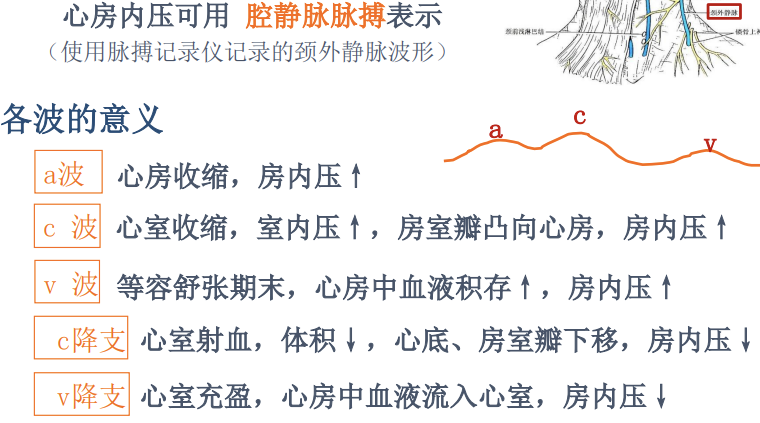 心房内压可用 腔静脉脉搏表示
（使用脉搏记录仪记录的颈外静脉波形）
颈外静脉
颈前浅淋巴结
各波的意义
a
c
v
a波 心房收缩，房内压↑
c 波 心室收缩，室内压↑，房室瓣凸向心房，房内压↑
v 波 等容舒张期末，心房中血液积存↑，房内压↑
c降支 心室射血，体积↓，心底、房室瓣下移，房内压↓
v降支 心室充盈，心房中血液流入心室，房内压↓